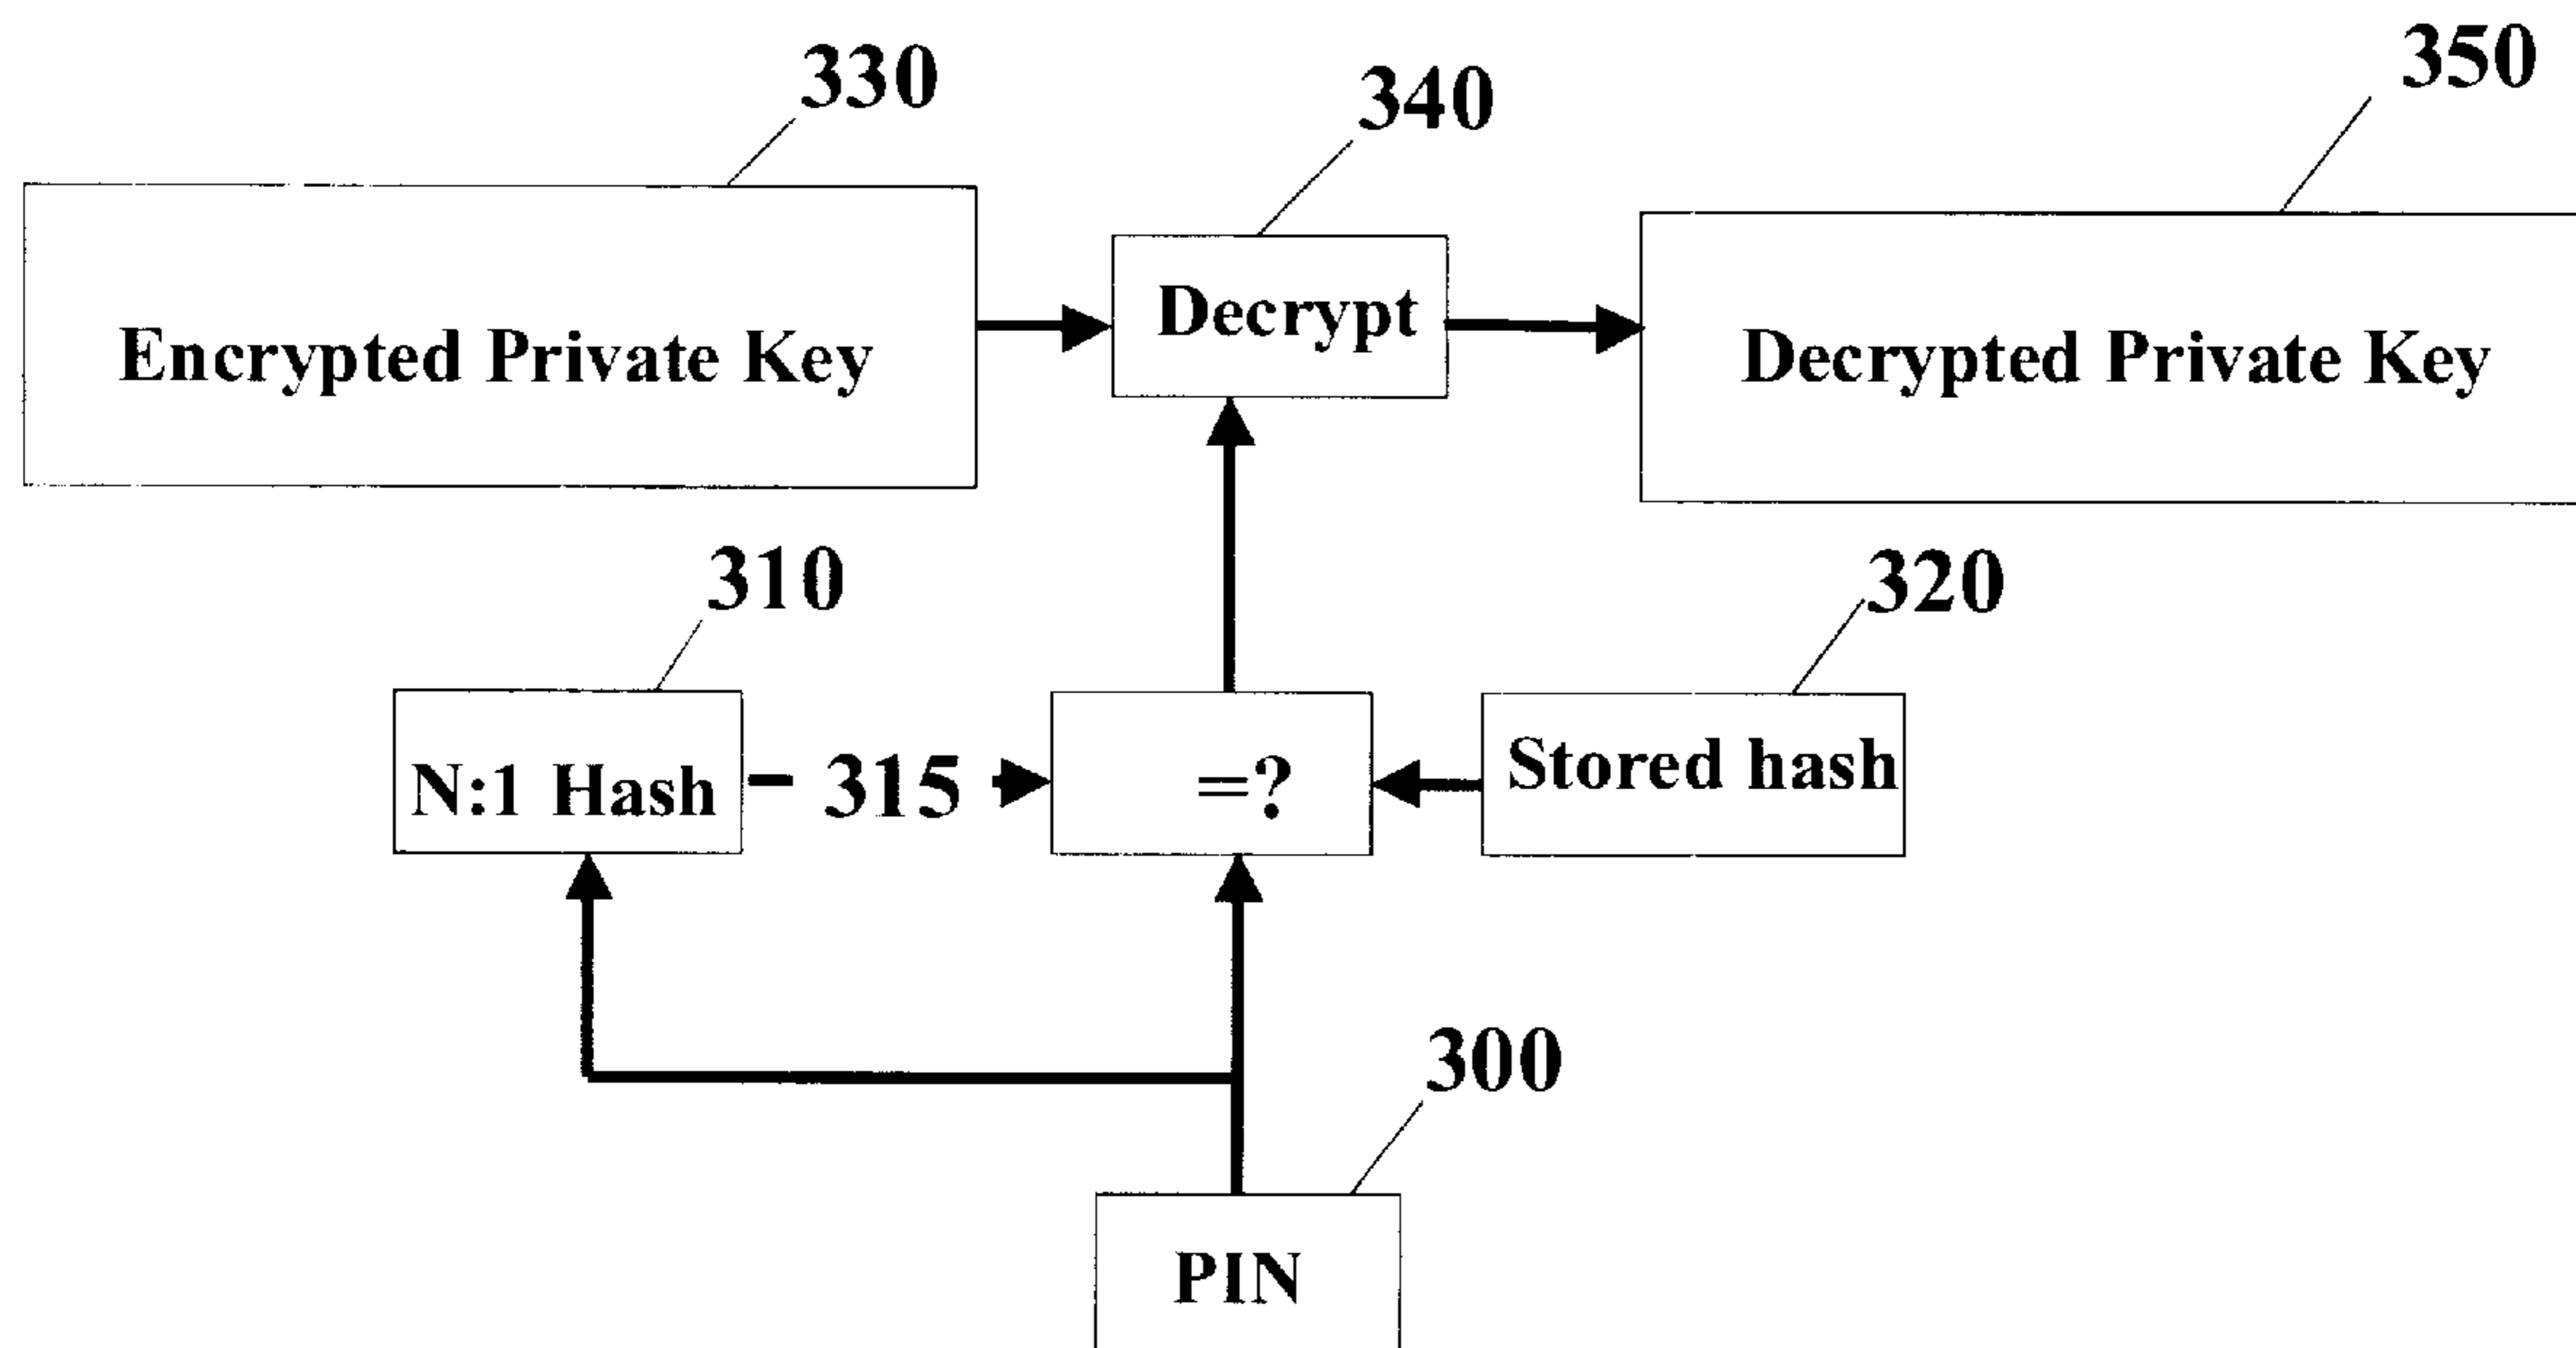 330
340
350
Encrypted Private Key
Decrypt
Decrypted Private Key
310
320
N:1 Hash
315
=?
Stored hash
300
PIN